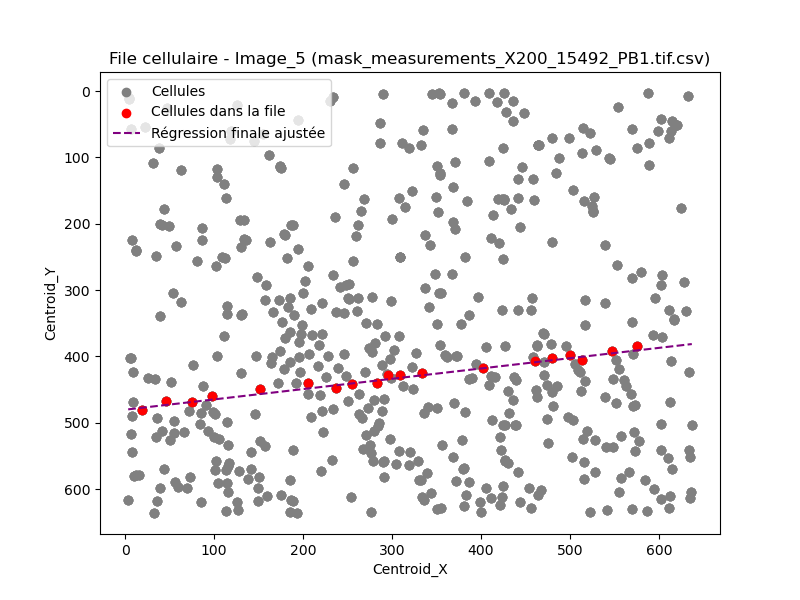 File cellulaire - Image_5 (mask_measurements_X200_15492_PB1.tif.csv)
Cellules
Cellules dans la file
Régression finale ajustée
0
100
200
300
400
500
600
Centroid_Y
0 100 200 300 400 500 600
Centroid_X